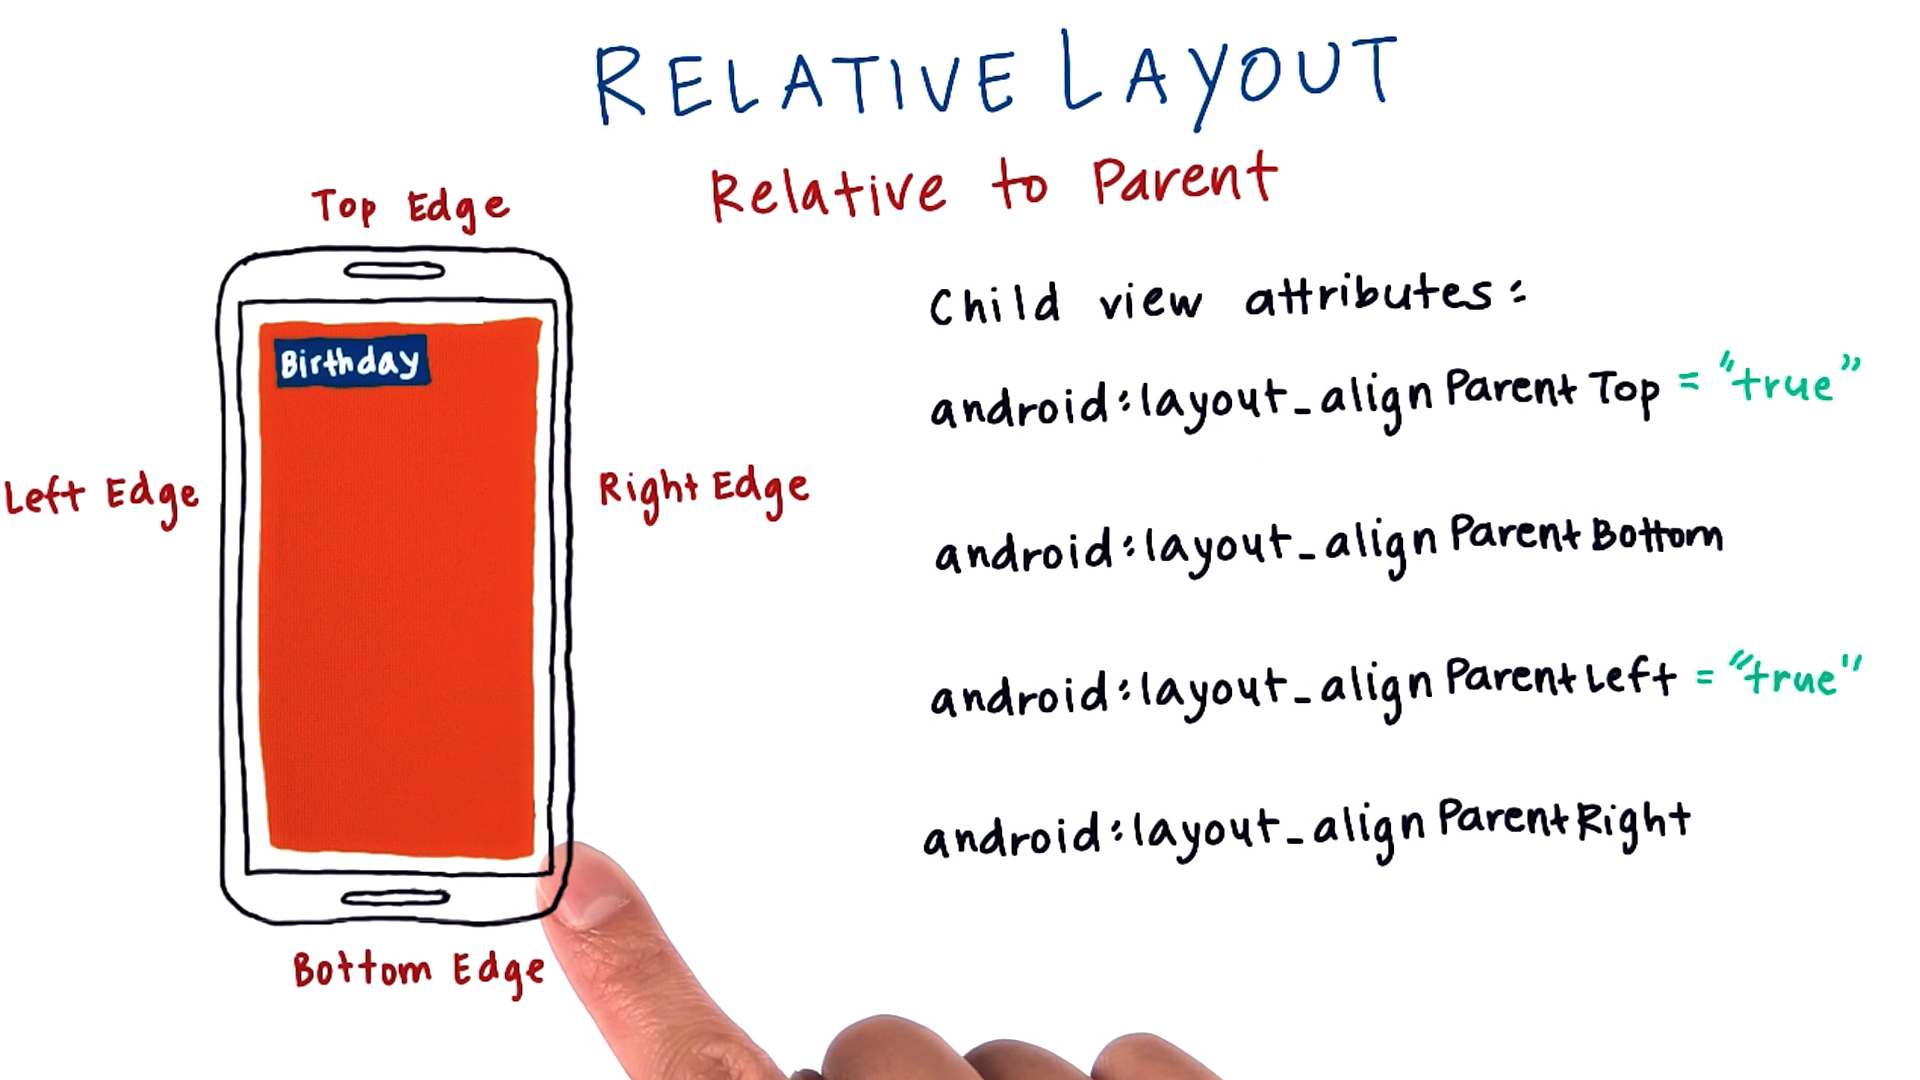 RELATIVE LAYOUT
Relative to Parent
Top Edge
Birthday
Left Edge
Right Edge
Bottom Edge
Child view attributes:
android:layout_alignParentTop = "true"
android:layout_alignParentBottom
android:layout_alignParentLeft = "true"
android:layout_alignParentRight